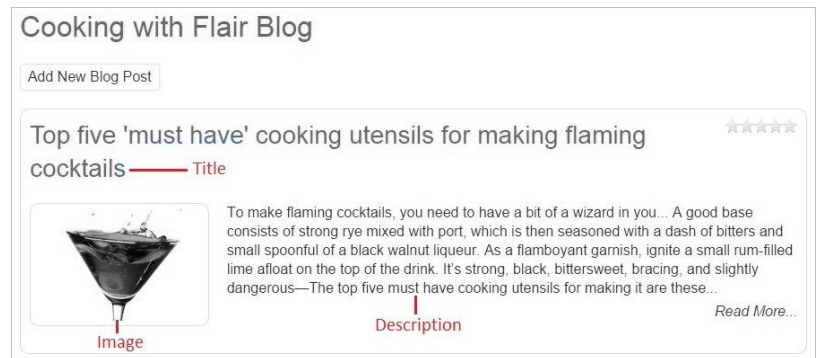 Cooking with Flair Blog
Add New Blog Post
Top five 'must have' cooking utensils for making flaming
cocktails
Title
To make flaming cocktails, you need to have a bit of a wizard in you... A good base
consists of strong rye mixed with port, which is then seasoned with a dash of bitters and
small spoonful of a black walnut liqueur. As a flamboyant garnish, ignite a small rum-filled
lime afloat on the top of the drink. It's strong, black, bittersweet, bracing, and slightly
dangerous—The top five must have cooking utensils for making it are these...
Read More...
Description
Image